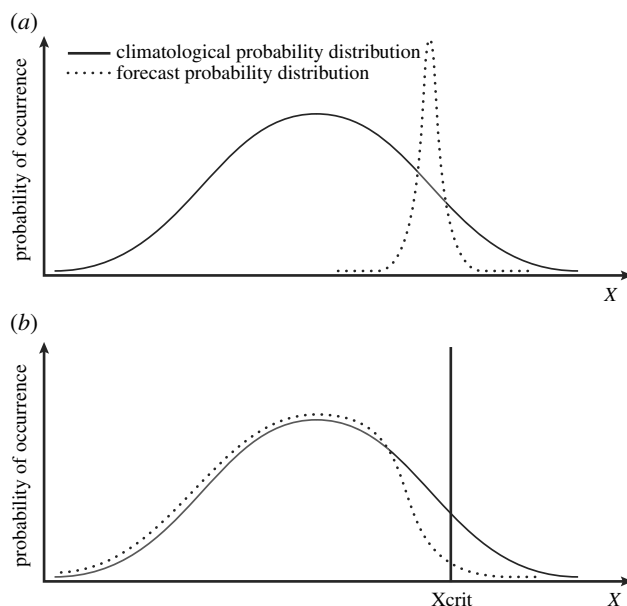 (a)
climatological probability distribution
forecast probability distribution
probability of occurrence
X
(b)
probability of occurrence
Xcrit
X